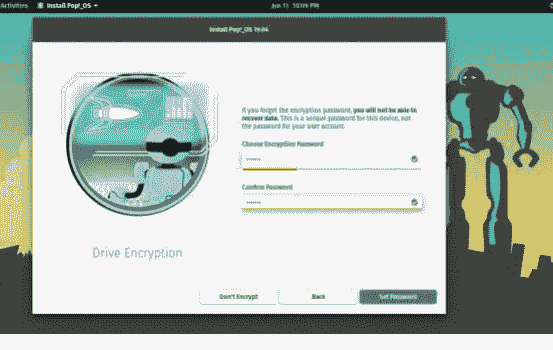 Activities Install Pop!_OS
Install Pop!_OS
If you forget the encryption password, you will not be able to
recover data. This is a unique password for this device, not
the password for your user account.
Choose Encryption Password
Confirm Password
Drive Encryption
Don't Encrypt
Back
Set Password